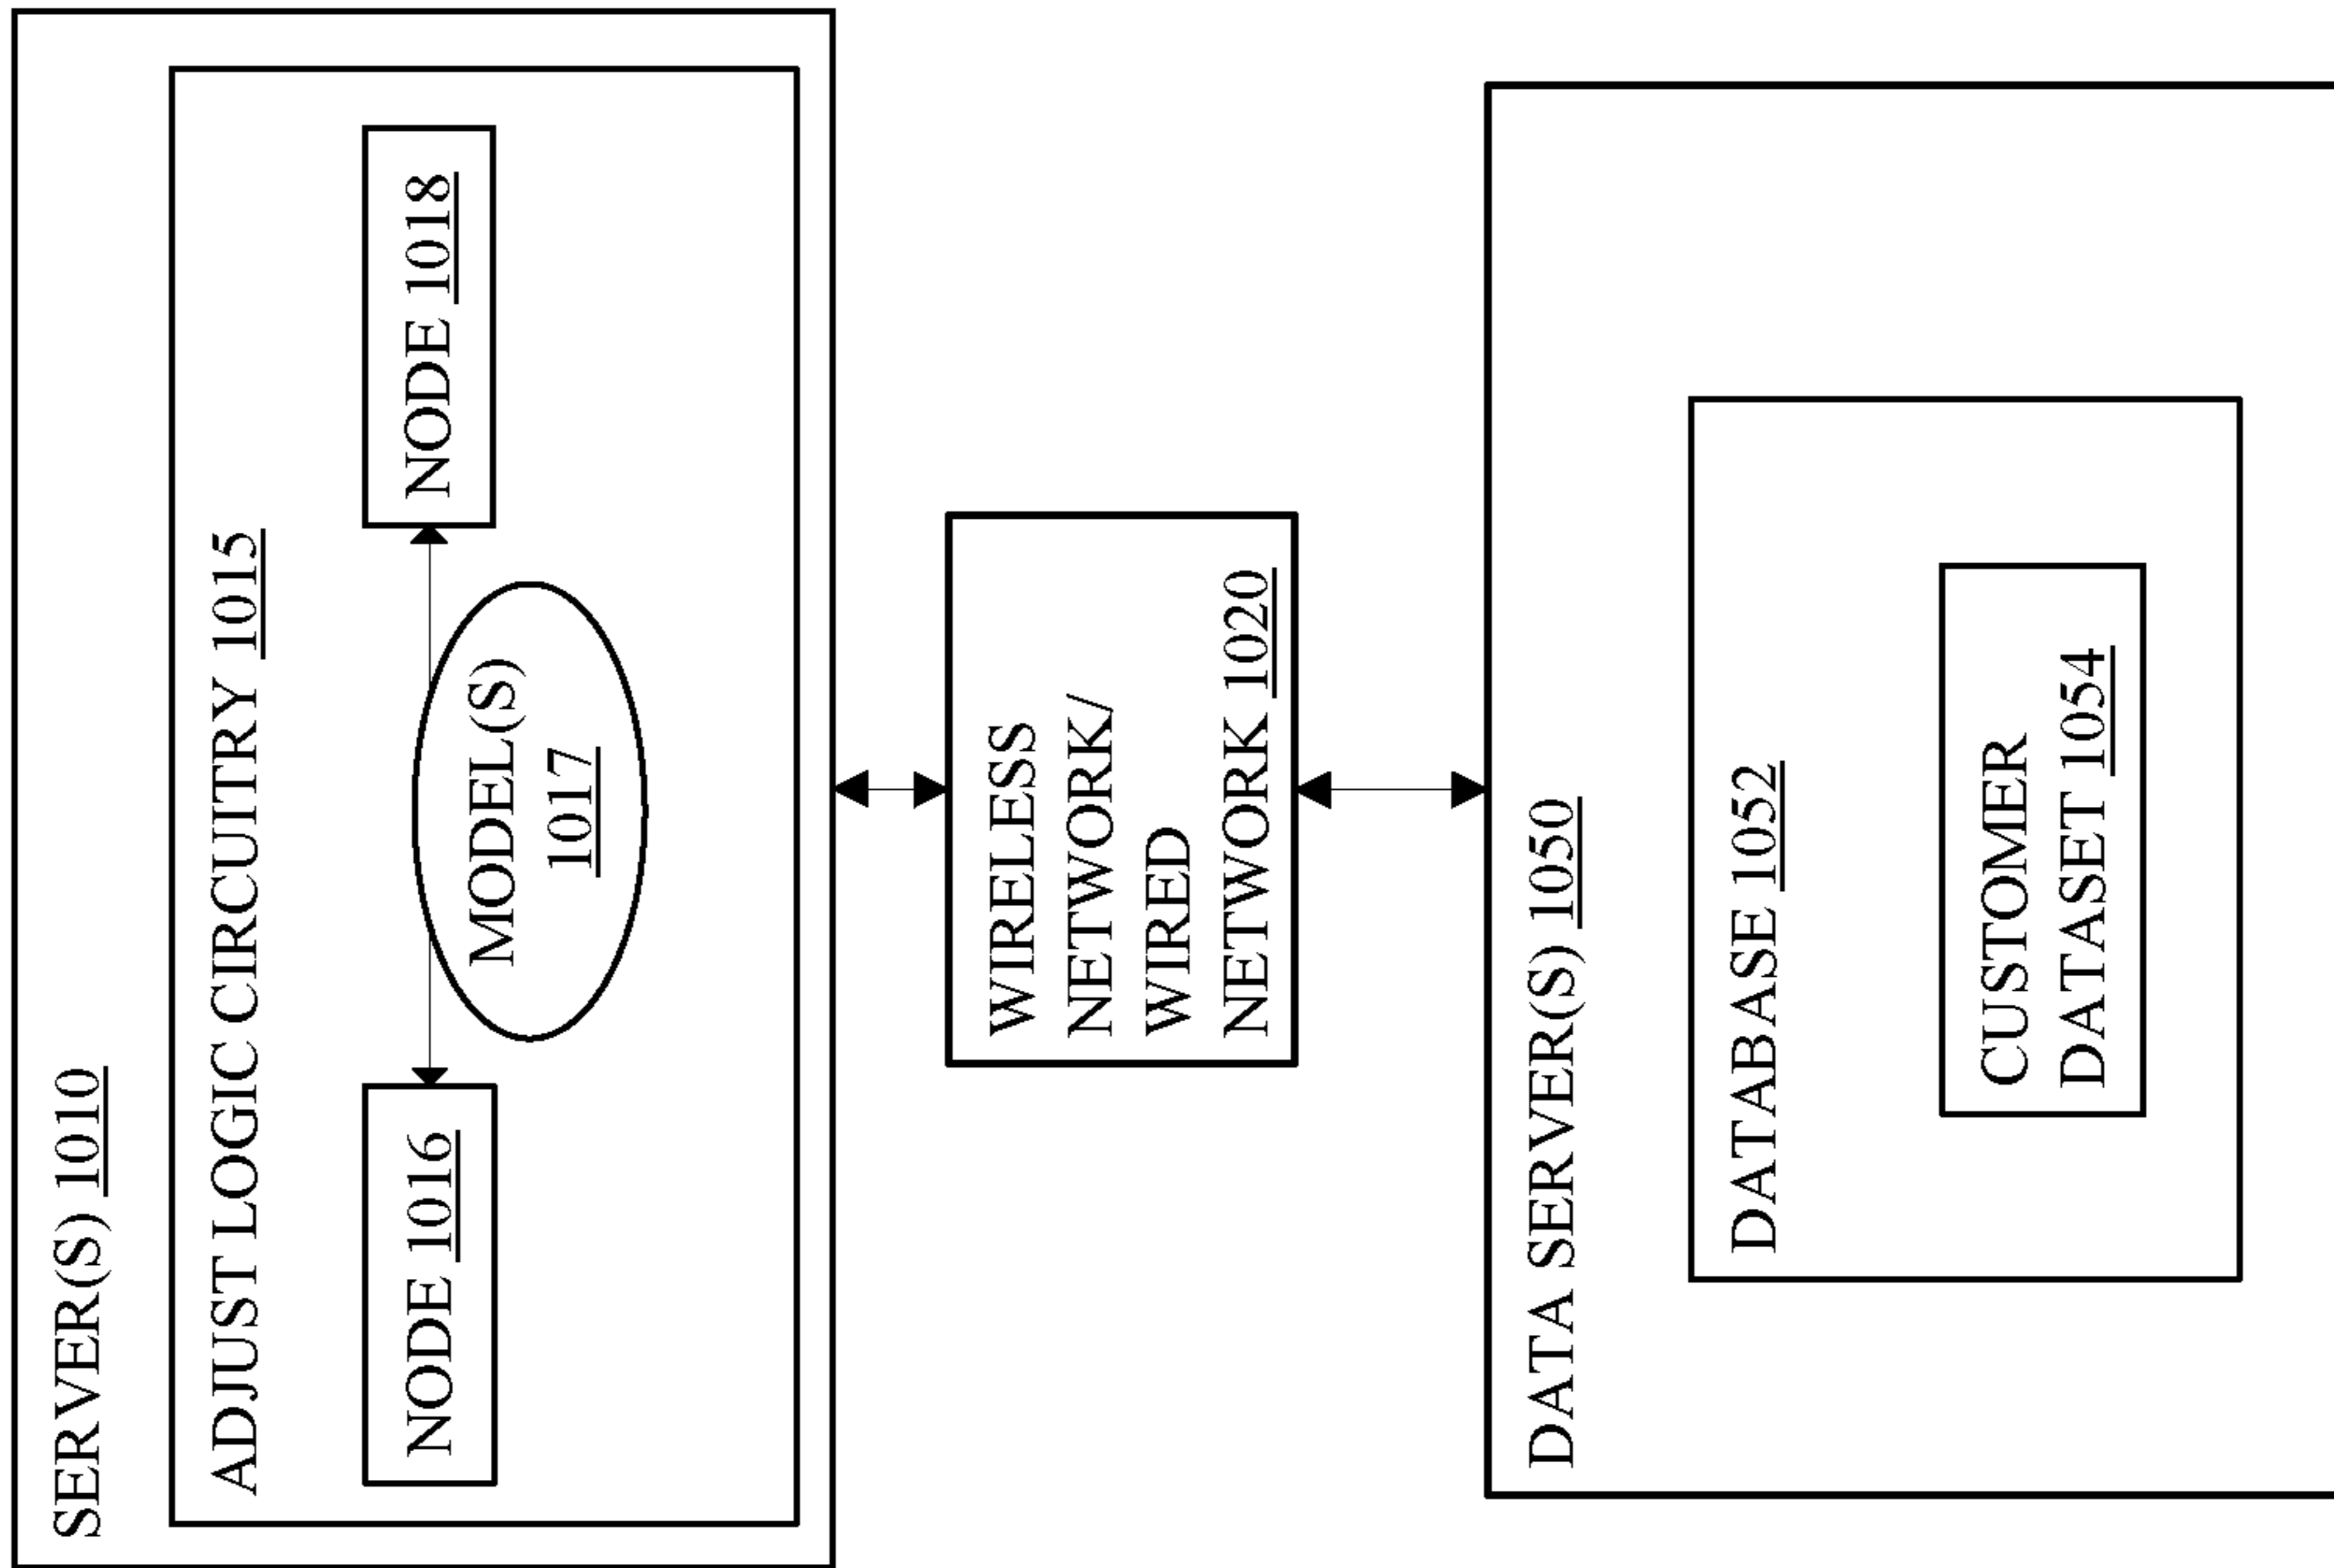 SERVER(S) 1010
ADJUST LOGIC CIRCUITRY 1015
NODE 1016
MODEL(S)
1017
NODE 1018
WIRELESS
NETWORK/
WIRED
NETWORK 1020
DATA SERVER(S) 1050
DATABASE 1052
CUSTOMER
DATASET 1054